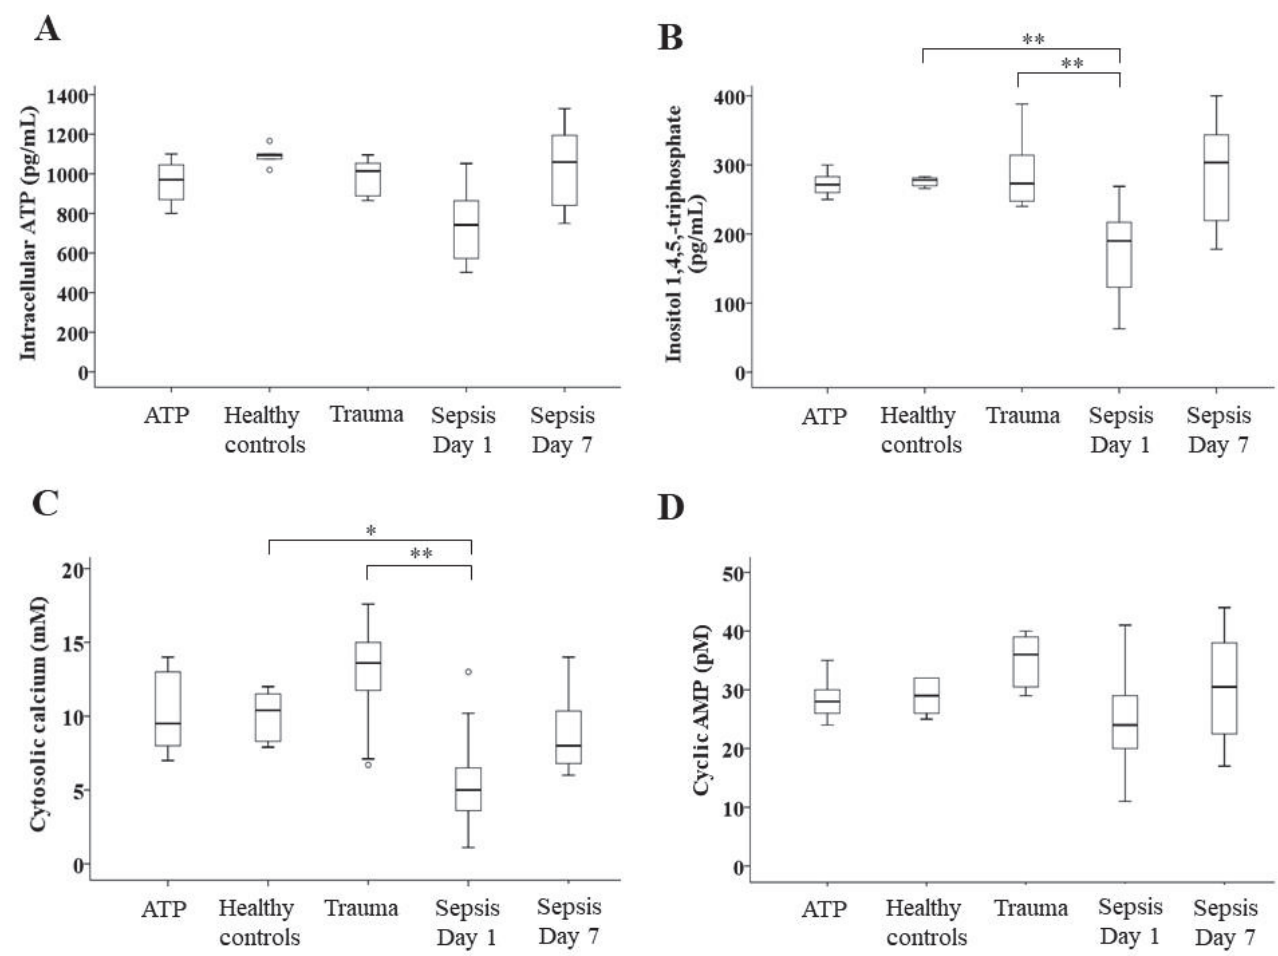 A
Intracellular ATP (pg/mL)
1400
1200
1000
800
600
400
200
0
ATP
Healthy
controls
Trauma
Sepsis
Day 1
Sepsis
Day 7
B
**
**
Inositol 1,4,5,-triphosphate
(pg/mL)
400
300
200
100
0
ATP
Healthy
controls
Trauma
Sepsis
Day 1
Sepsis
Day 7
C
*
**
Cytosolic calcium (mM)
20
15
10
5
0
ATP
Healthy
controls
Trauma
Sepsis
Day 1
Sepsis
Day 7
D
Cyclic AMP (pM)
50
40
30
20
10
0
ATP
Healthy
controls
Trauma
Sepsis
Day 1
Sepsis
Day 7